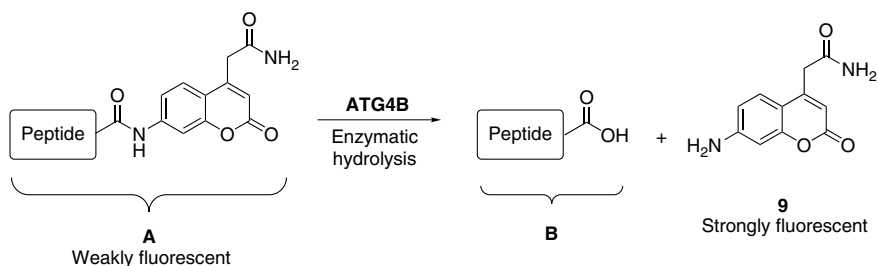 O
NH₂
O
Peptide
N
H
O
O
A
Weakly fluorescent
ATG4B
Enzymatic
hydrolysis
Peptide
O
OH
B
+
O
NH₂
H₂N
O
O
9
Strongly fluorescent